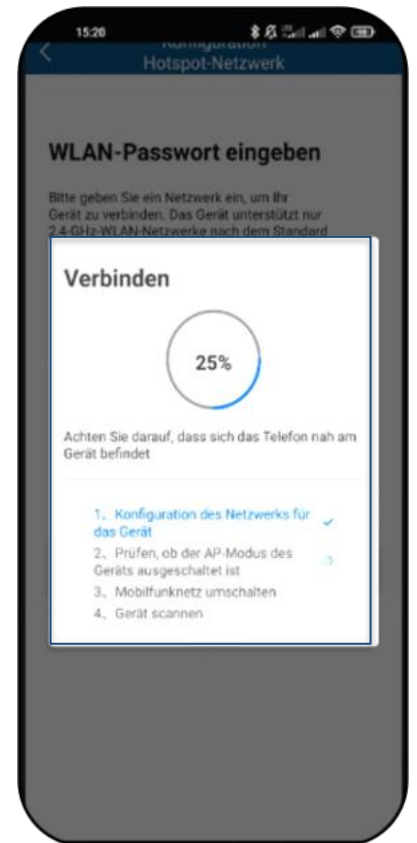 15:20
Konfiguration
Hotspot-Netzwerk
WLAN-Passwort eingeben
Bitte geben Sie ein Netzwerk ein, um Ihr
Gerät zu verbinden. Das Gerät unterstützt nur
2,4-GHz-WLAN-Netzwerke nach dem Standard
Verbinden
25%
Achten Sie darauf, dass sich das Telefon nah am
Gerät befindet
1、Konfiguration des Netzwerks für
das Gerät
2、Prüfen, ob der AP-Modus des
Geräts ausgeschaltet ist
3、Mobilfunknetz umschalten
4、Gerät scannen